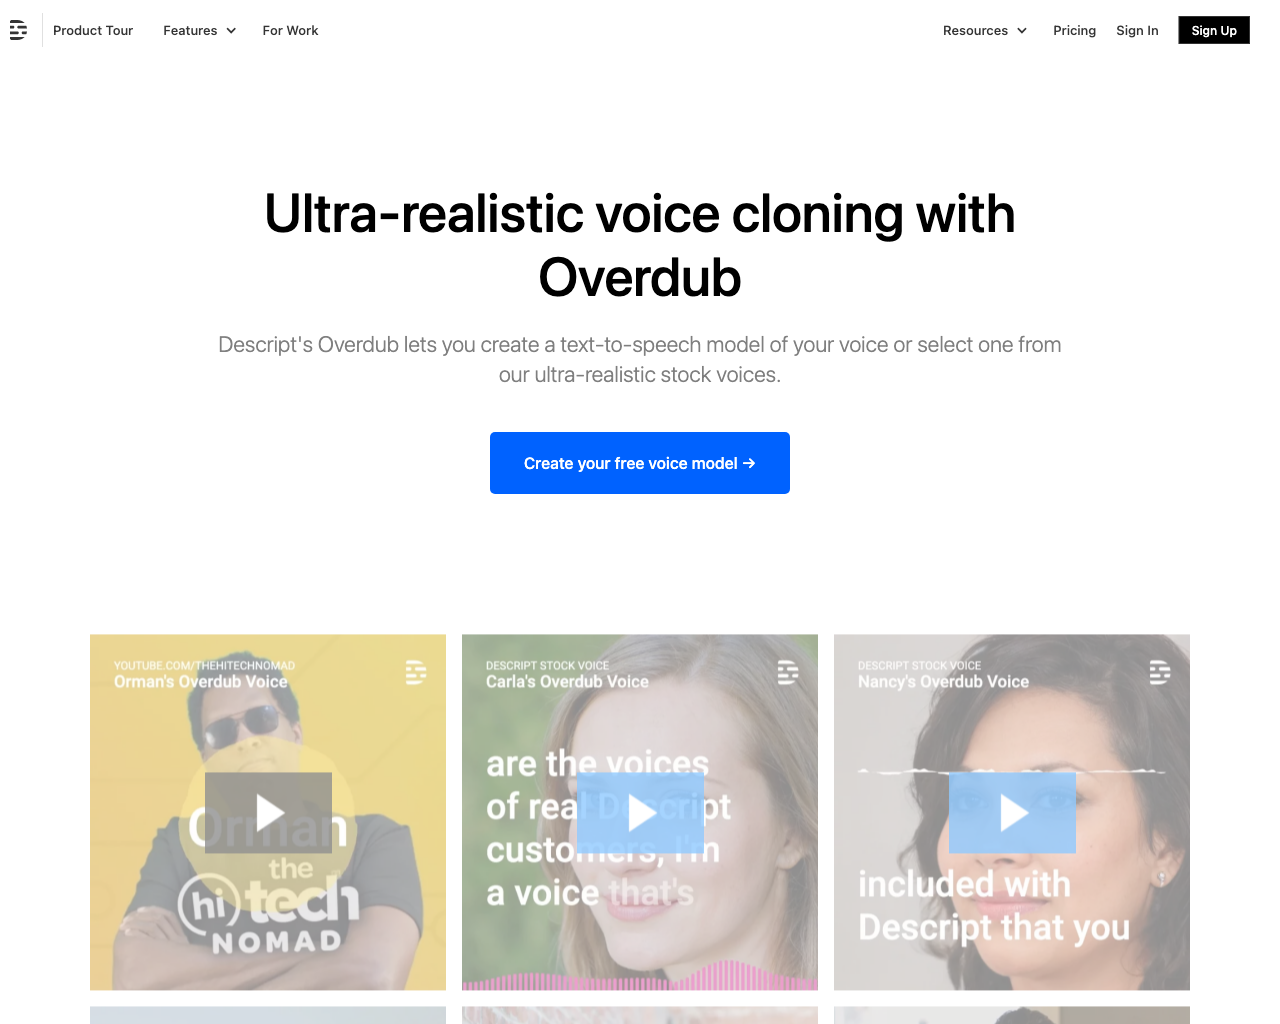 Product Tour
Features
For Work
Resources
Pricing
Sign In
Sign Up
Ultra-realistic voice cloning with
Overdub
Descript's Overdub lets you create a text-to-speech model of your voice or select one from
our ultra-realistic stock voices.
Create your free voice model →
YOUTUBE.COM/THEHITECHNOMAD
Orman's Overdub Voice
Orman
the
hi tech
NOMAD
DESCRIPT STOCK VOICE
Carla's Overdub Voice
are the voices
of real Descript
customers, I'm
a voice that's
DESCRIPT STOCK VOICE
Nancy's Overdub Voice
included with
Descript that you